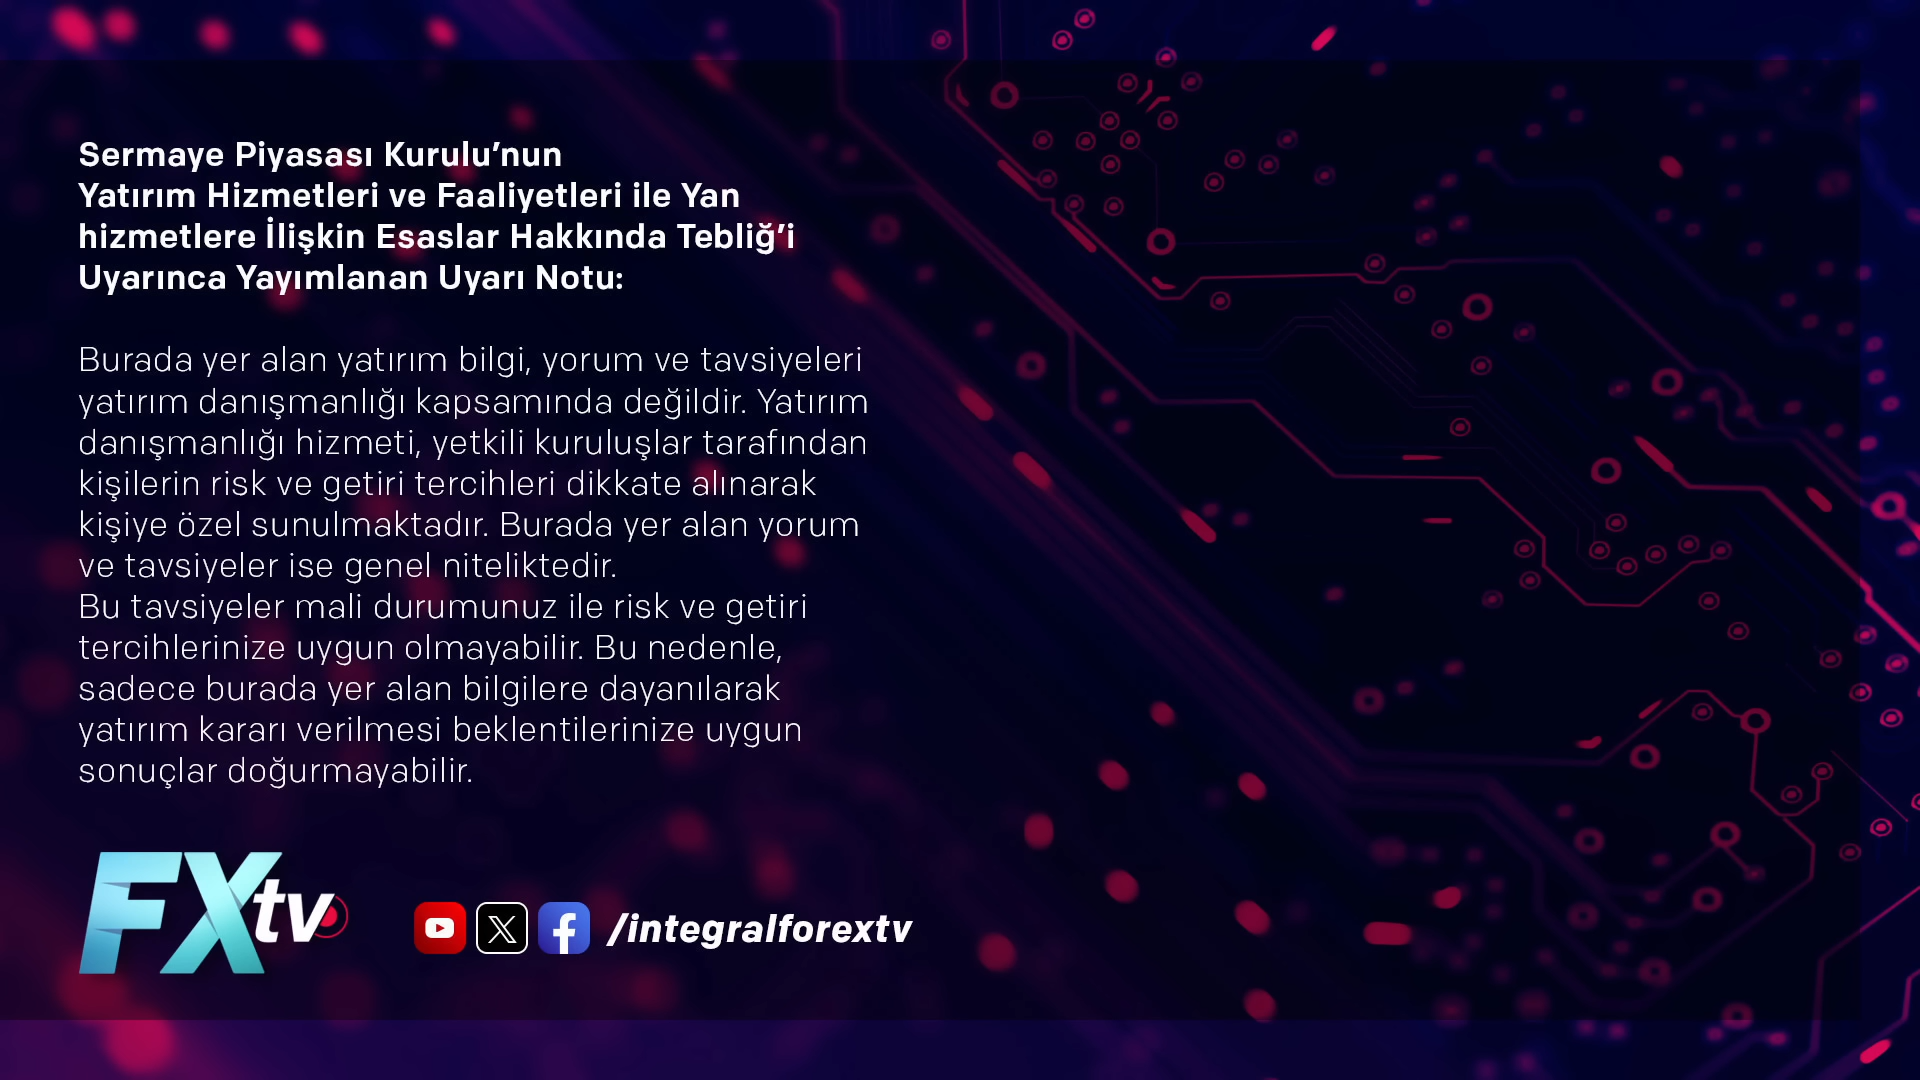 Sermaye Piyasası Kurulu’nun
Yatırım Hizmetleri ve Faaliyetleri ile Yan
hizmetlere İlişkin Esaslar Hakkında Tebliğ’i
Uyarınca Yayımlanan Uyarı Notu:
Burada yer alan yatırım bilgi, yorum ve tavsiyeleri
yatırım danışmanlığı kapsamında değildir. Yatırım
danışmanlığı hizmeti, yetkili kuruluşlar tarafından
kişilerin risk ve getiri tercihleri dikkate alınarak
kişiye özel sunulmaktadır. Burada yer alan yorum
ve tavsiyeler ise genel niteliktedir.
Bu tavsiyeler mali durumunuz ile risk ve getiri
tercihlerinize uygun olmayabilir. Bu nedenle,
sadece burada yer alan bilgilere dayanılarak
yatırım kararı verilmesi beklentilerinize uygun
sonuçlar doğurmayabilir.
FXtv
/integralforextv